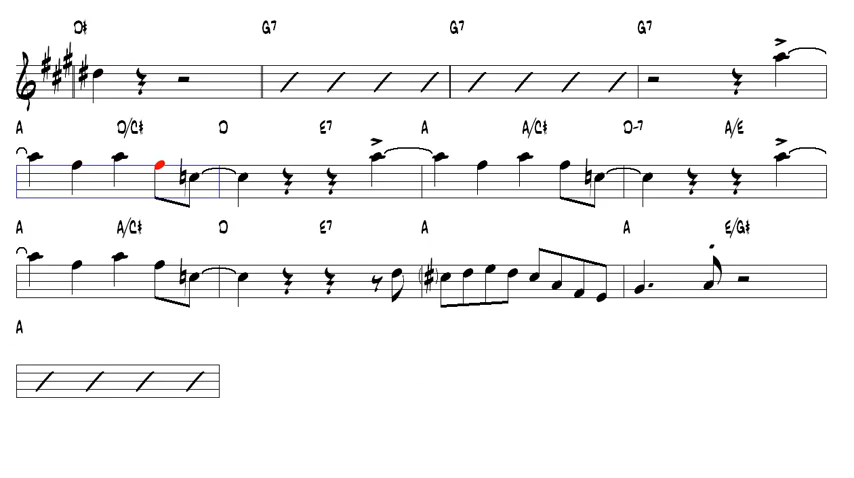 D♯ G7 G7 G7
A D/C♯ D E7 A A/C♯ D-7 A/E
A A/C♯ D E7 A A E/G♯
A